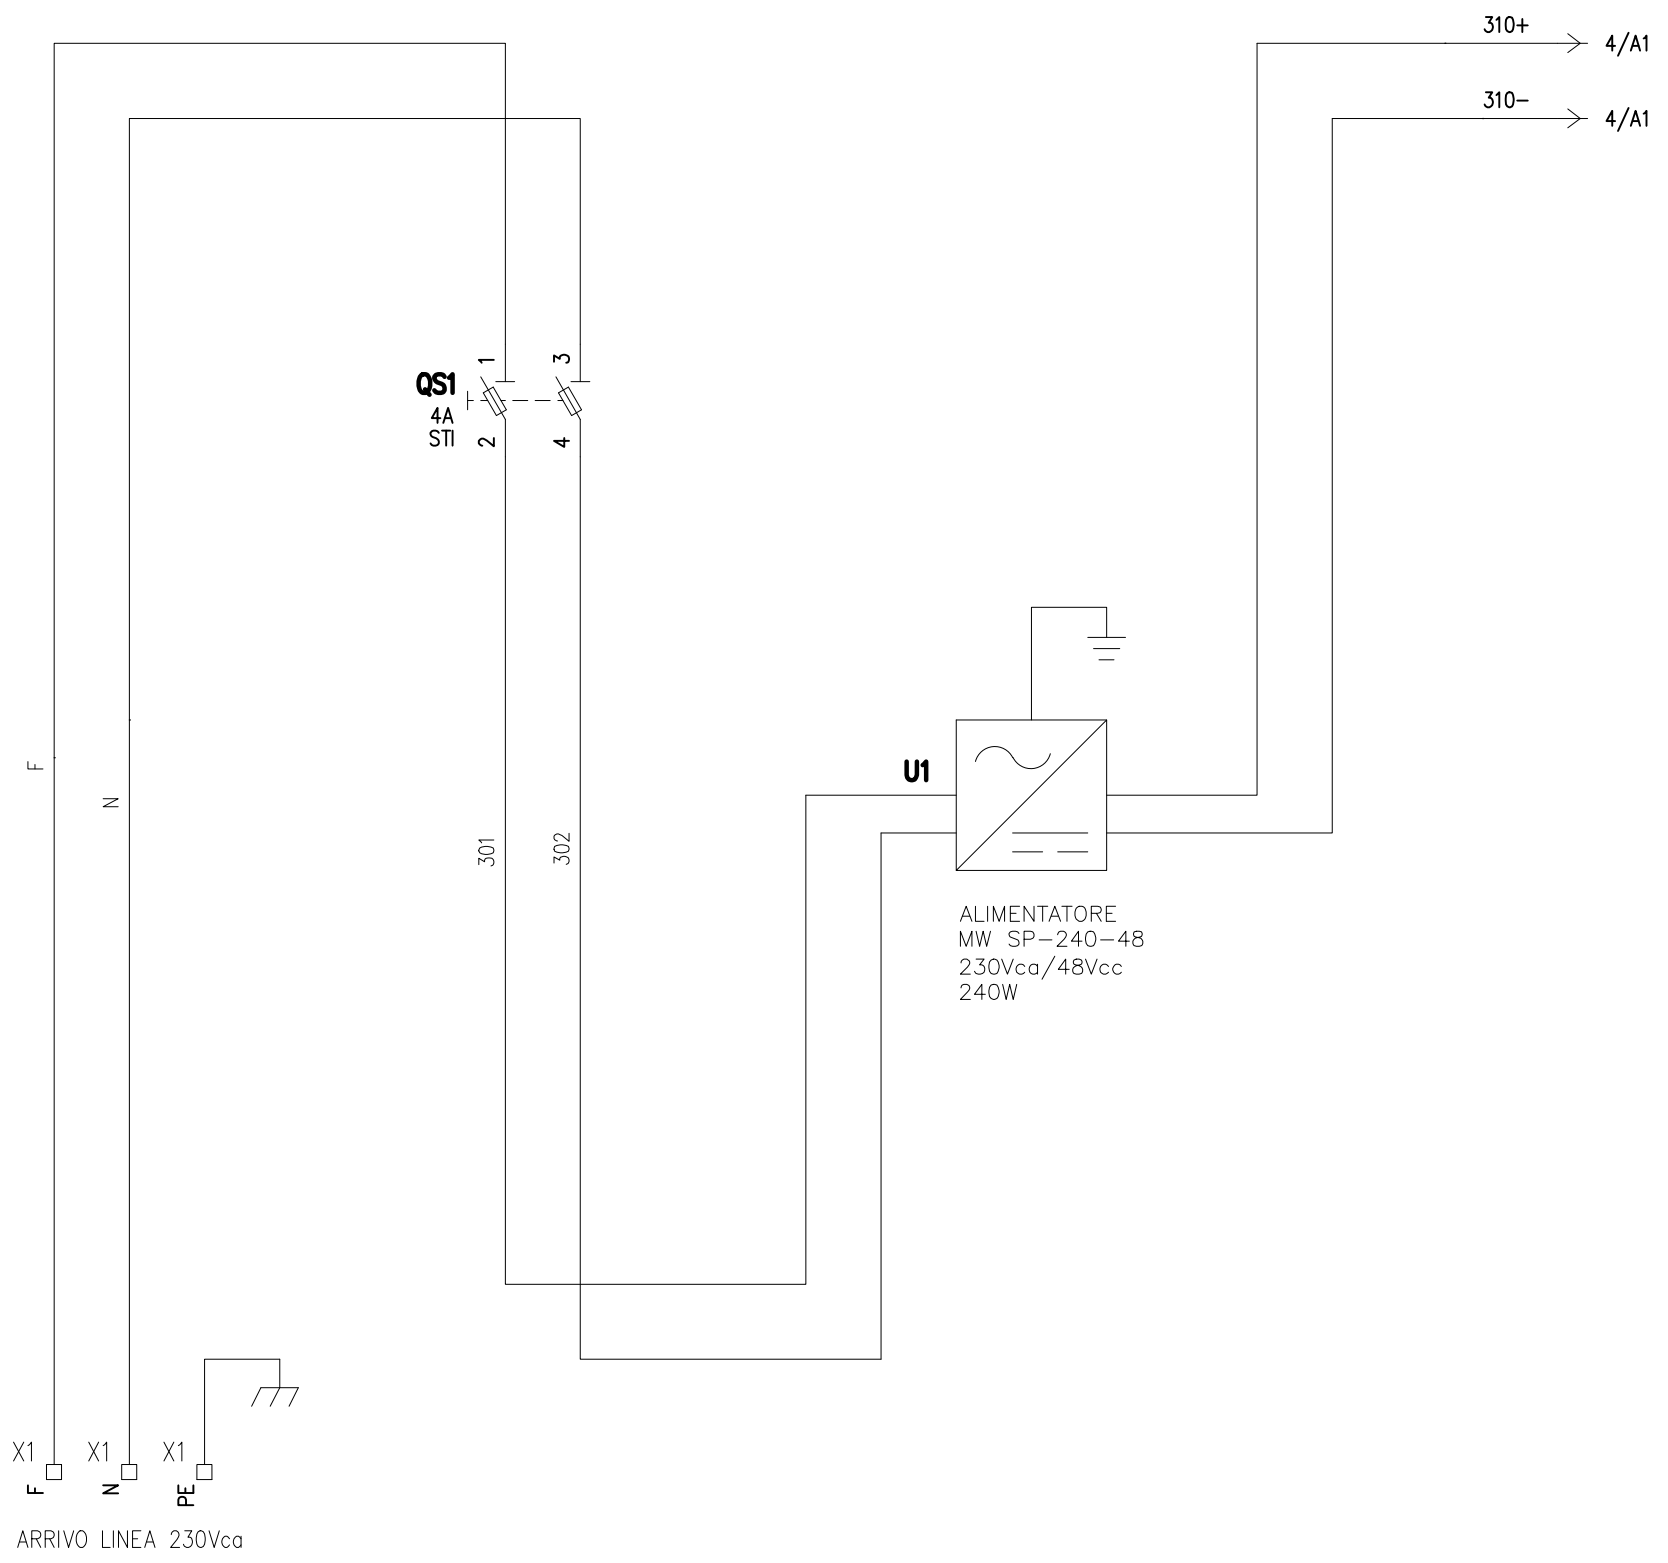 310+
4/A1
310-
4/A1
1
3
QS1
4A
STI
2
4
F
N
U1
301
302
ALIMENTATORE
MW SP-240-48
230Vca/48Vcc
240W
X1
X1
X1
F
N
PE
ARRIVO LINEA 230Vca